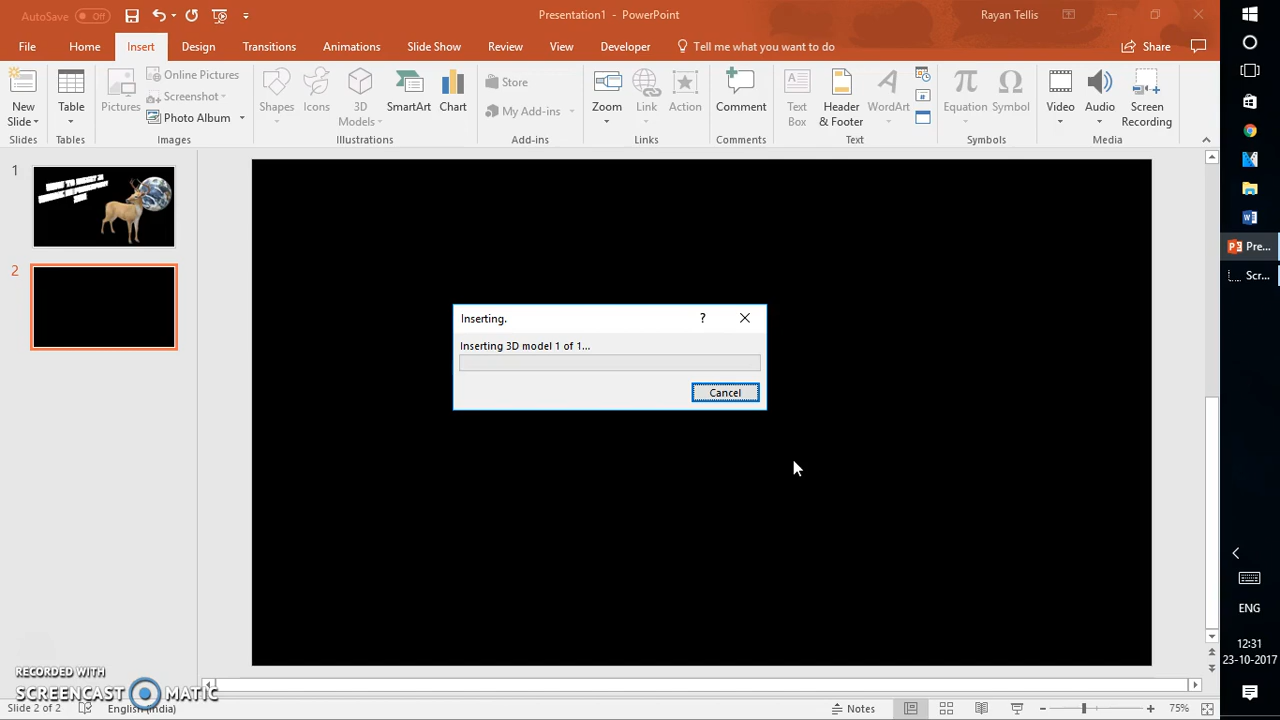 AutoSave Off
Presentation1 - PowerPoint
Rayan Tellis
File Home Insert Design Transitions Animations Slide Show Review View Developer Tell me what you want to do Share
New Slide
Table
Pictures
Online Pictures
Screenshot
Photo Album
Shapes
Icons
3D Models
SmartArt
Chart
Store
My Add-ins
Zoom
Link
Action
Comment
Text Box
Header & Footer
WordArt
Equation
Symbol
Video
Audio
Screen Recording
Slides Tables Images Illustrations Add-ins Links Comments Text Symbols Media
1
2
Inserting.
?
Inserting 3D model 1 of 1...
Cancel
Pre...
Scr...
ENG
12:31
23-10-2017
RECORDED WITH
SCREENCAST MATIC
Slide 2 of 2
English (India)
Notes
75%